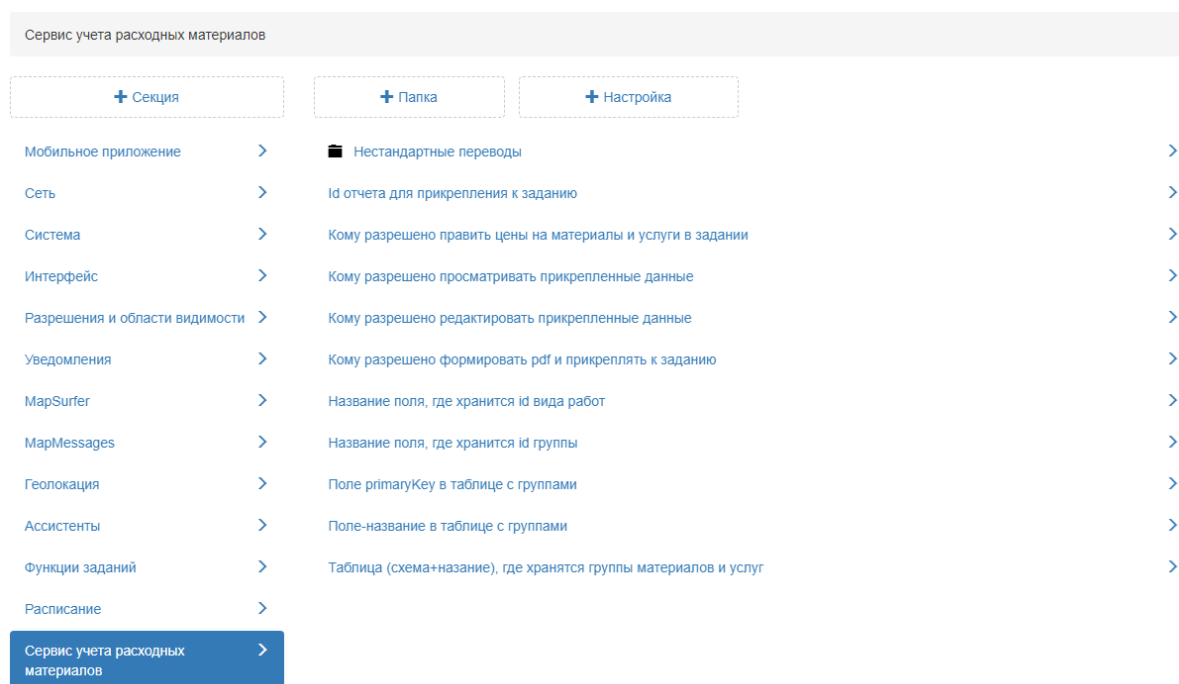 Сервис учета расходных материалов
Секция
Папка
Настройка
Мобильное приложение
Сеть
Система
Интерфейс
Разрешения и области видимости
Уведомления
MapSurfer
MapMessages
Геолокация
Ассистенты
Функции заданий
Расписание
Сервис учета расходных
материалов
Нестандартные переводы
Id отчета для прикрепления к заданию
Кому разрешено править цены на материалы и услуги в задании
Кому разрешено просматривать прикрепленные данные
Кому разрешено редактировать прикрепленные данные
Кому разрешено формировать pdf и прикреплять к заданию
Название поля, где хранится id вида работ
Название поля, где хранится id группы
Поле primaryKey в таблице с группами
Поле-название в таблице с группами
Таблица (схема+назание), где хранятся группы материалов и услуг